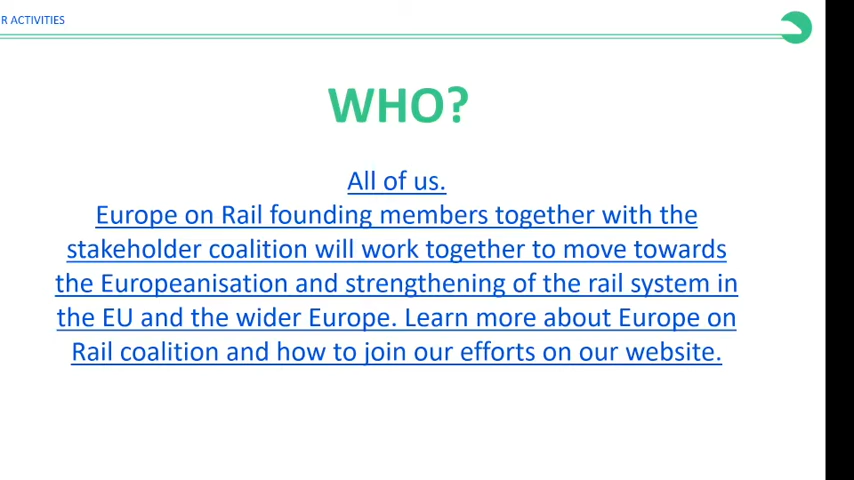 R ACTIVITIES
WHO?
All of us.
Europe on Rail founding members together with the
stakeholder coalition will work together to move towards
the Europeanisation and strengthening of the rail system in
the EU and the wider Europe. Learn more about Europe on
Rail coalition and how to join our efforts on our website.